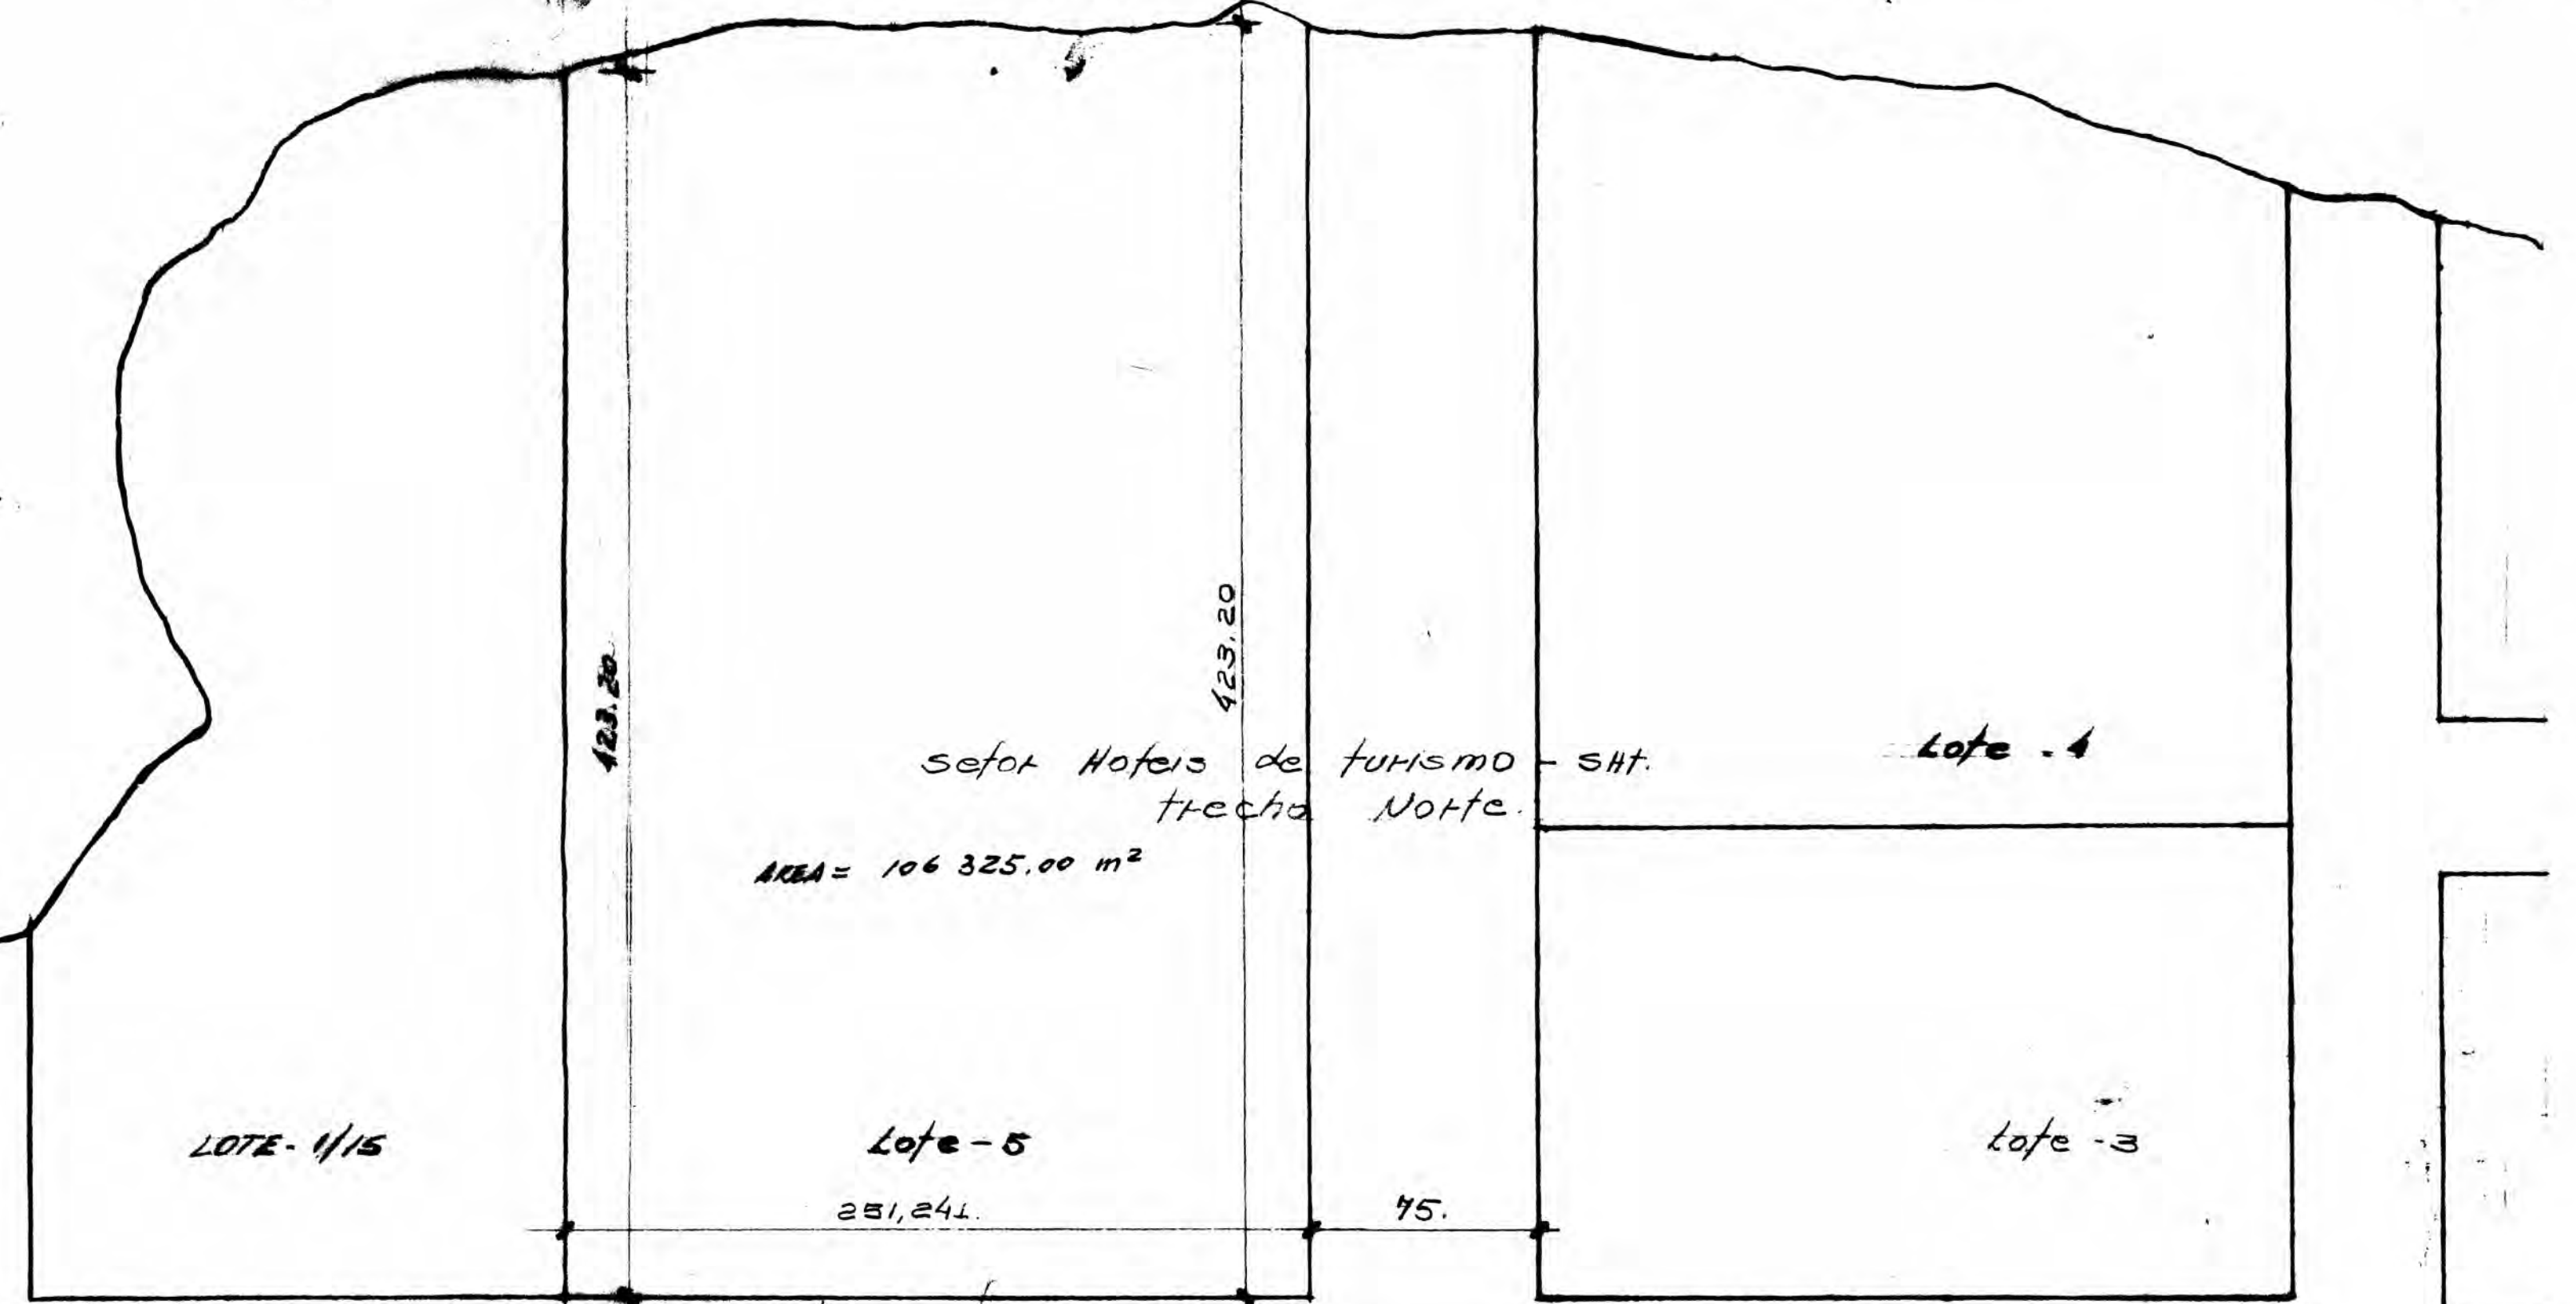 423.20
423.20
setor Hoteis de turismo - SHt.
trecho Norte.
Lote . 4
AREA = 106 325.00 m²
LOTE - 1/15
Lote - 5
Lote - 3
251,241.
75.